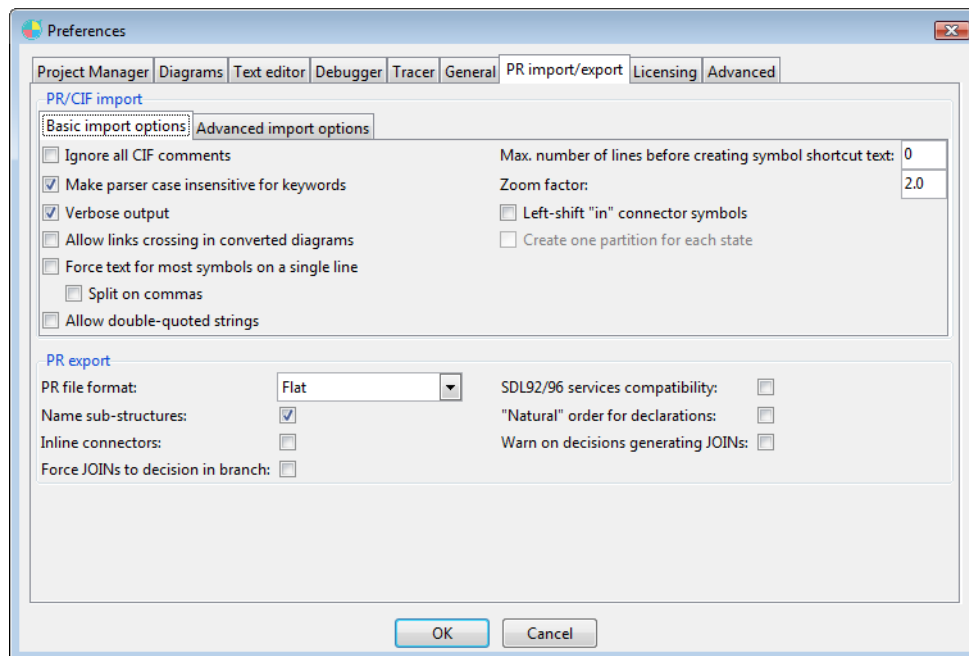 Preferences
Project Manager Diagrams Text editor Debugger Tracer General PR import/export Licensing Advanced
PR/CIF import
Basic import options Advanced import options
Ignore all CIF comments
Max. number of lines before creating symbol shortcut text: 0
Make parser case insensitive for keywords
Zoom factor: 2.0
Verbose output
Left-shift "in" connector symbols
Allow links crossing in converted diagrams
Create one partition for each state
Force text for most symbols on a single line
Split on commas
Allow double-quoted strings
PR export
PR file format: Flat
SDL92/96 services compatibility:
Name sub-structures:
"Natural" order for declarations:
Inline connectors:
Warn on decisions generating JOINs:
Force JOINs to decision in branch:
OK Cancel